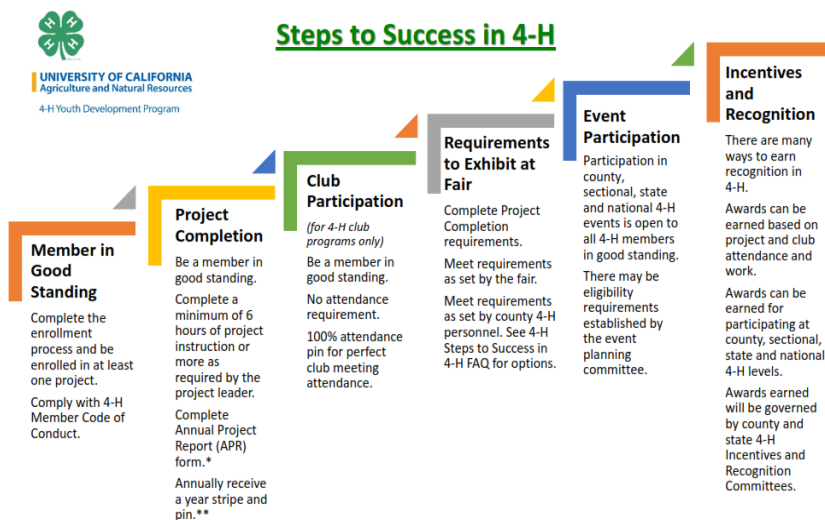 Steps to Success in 4-H
H H
H H
UNIVERSITY OF CALIFORNIA
Agriculture and Natural Resources
4-H Youth Development Program
Member in
Good
Standing
Complete the
enrollment
process and be
enrolled in at least
one project.
Comply with 4-H
Member Code of
Conduct.
Project
Completion
Be a member in
good standing.
Complete a
minimum of 6
hours of project
instruction or
more as
required by the
project leader.
Complete
Annual Project
Report (APR)
form.*
Annually receive
a year stripe and
pin.**
Club
Participation
(for 4-H club
programs only)
Be a member in
good standing.
No attendance
requirement.
100% attendance
pin for perfect
club meeting
attendance.
Requirements
to Exhibit at
Fair
Complete Project
Completion
requirements.
Meet requirements
as set by the fair.
Meet requirements
as set by county 4-H
personnel. See 4-H
Steps to Success in
4-H FAQ for options.
Event
Participation
Participation in
county,
sectional, state
and national 4-H
events is open to
all 4-H members
in good standing.
There may be
eligibility
requirements
established by
the event
planning
committee.
Incentives
and
Recognition
There are many
ways to earn
recognition in
4-H.
Awards can be
earned based on
project and club
attendance and
work.
Awards can be
earned for
participating at
county, sectional,
state and national
4-H levels.
Awards earned
will be governed
by county and
state 4-H
Incentives and
Recognition
Committees.